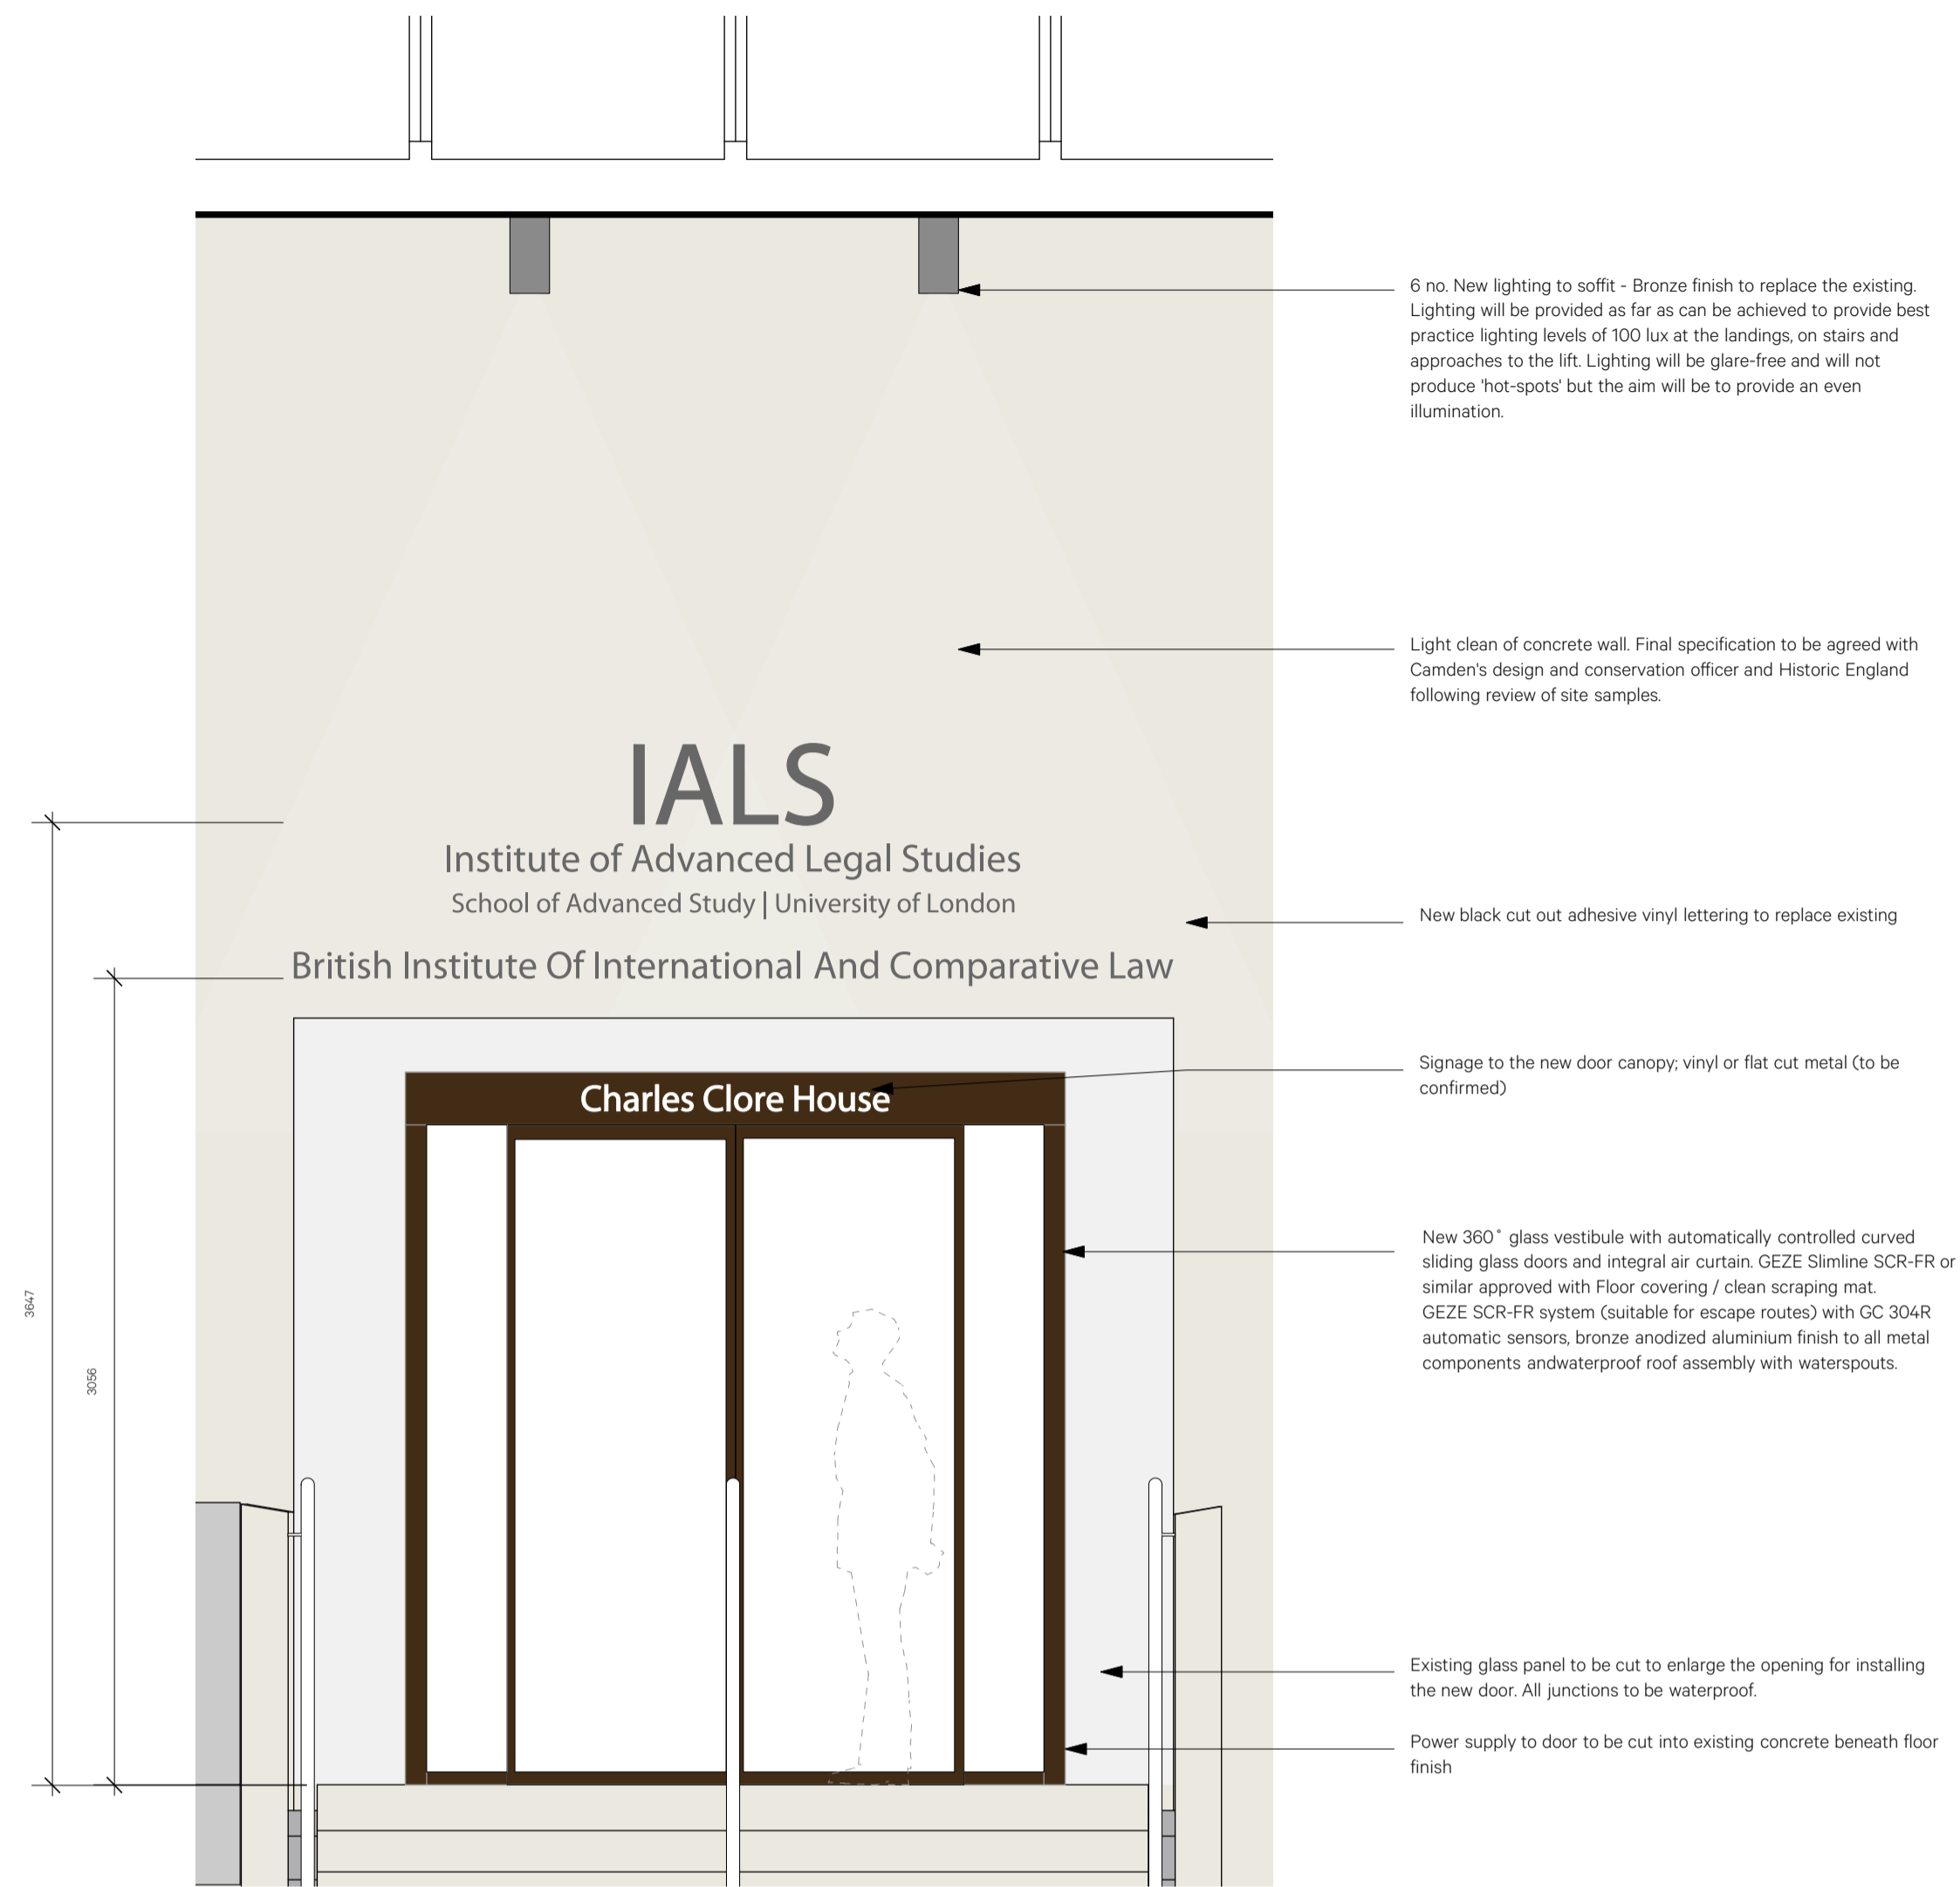 6 no. New lighting to soffit - Bronze finish to replace the existing.
Lighting will be provided as far as can be achieved to provide best
practice lighting levels of 100 lux at the landings, on stairs and
approaches to the lift. Lighting will be glare-free and will not
produce 'hot-spots' but the aim will be to provide an even
illumination.
Light clean of concrete wall. Final specification to be agreed with
Camden's design and conservation officer and Historic England
following review of site samples.
IALS
Institute of Advanced Legal Studies
School of Advanced Study | University of London
British Institute Of International And Comparative Law
New black cut out adhesive vinyl lettering to replace existing
Signage to the new door canopy; vinyl or flat cut metal (to be
confirmed)
Charles Clore House
New 360˚ glass vestibule with automatically controlled curved
sliding glass doors and integral air curtain. GEZE Slimline SCR-FR or
similar approved with Floor covering / clean scraping mat.
GEZE SCR-FR system (suitable for escape routes) with GC 304R
automatic sensors, bronze anodized aluminium finish to all metal
components andwaterproof roof assembly with waterspouts.
3647
3056
Existing glass panel to be cut to enlarge the opening for installing
the new door. All junctions to be waterproof.
Power supply to door to be cut into existing concrete beneath floor
finish